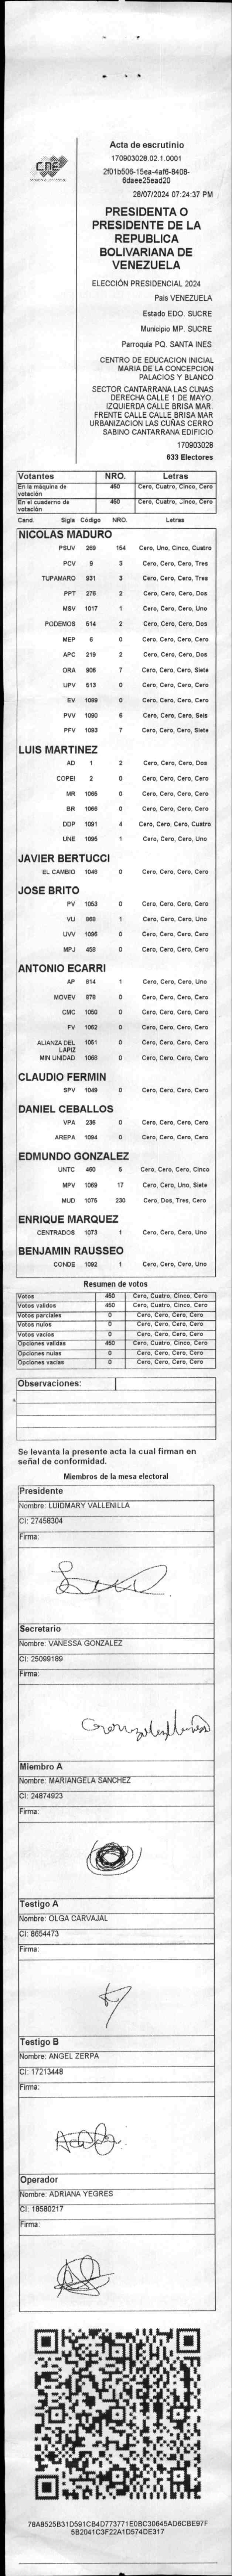 CNE
Acta de escrutinio
170903028.02.1.0001
2f01b506-15ea-4af6-8408-
6daee25ead20
28/07/2024 07:24:37 PM
PRESIDENTA O
PRESIDENTE DE LA
REPUBLICA
BOLIVARIANA DE
VENEZUELA
ELECCIÓN PRESIDENCIAL 2024
País VENEZUELA
Estado EDO. SUCRE
Municipio MP. SUCRE
Parroquia PQ. SANTA INES
CENTRO DE EDUCACION INICIAL
MARIA DE LA CONCEPCION
PALACIOS Y BLANCO
SECTOR CANTARRANA LAS CUNAS
DERECHA CALLE 1 DE MAYO.
IZQUIERDA CALLE BRISA MAR.
FRENTE CALLE CALLE BRISA MAR
URBANIZACION LAS CUÑAS CERRO
SABINO CANTARRANA EDIFICIO
170903028
633 Electores
Votantes NRO. Letras
En la máquina de votación 450 Cero, Cuatro, Cinco, Cero
En el cuaderno de votación 450 Cero, Cuatro, Cinco, Cero
Cand. Sigla Código NRO. Letras
NICOLAS MADURO
PSUV 269 154 Cero, Uno, Cinco, Cuatro
PCV 9 3 Cero, Cero, Cero, Tres
TUPAMARO 931 3 Cero, Cero, Cero, Tres
PPT 276 2 Cero, Cero, Cero, Dos
MSV 1017 1 Cero, Cero, Cero, Uno
PODEMOS 514 2 Cero, Cero, Cero, Dos
MEP 6 0 Cero, Cero, Cero, Cero
APC 219 2 Cero, Cero, Cero, Dos
ORA 906 7 Cero, Cero, Cero, Siete
UPV 513 0 Cero, Cero, Cero, Cero
EV 1089 0 Cero, Cero, Cero, Cero
PVV 1090 6 Cero, Cero, Cero, Seis
PFV 1093 7 Cero, Cero, Cero, Siete
LUIS MARTINEZ
AD 1 2 Cero, Cero, Cero, Dos
COPEI 2 0 Cero, Cero, Cero, Cero
MR 1065 0 Cero, Cero, Cero, Cero
BR 1066 0 Cero, Cero, Cero, Cero
DDP 1091 4 Cero, Cero, Cero, Cuatro
UNE 1095 1 Cero, Cero, Cero, Uno
JAVIER BERTUCCI
EL CAMBIO 1048 0 Cero, Cero, Cero, Cero
JOSE BRITO
PV 1053 0 Cero, Cero, Cero, Cero
VU 868 1 Cero, Cero, Cero, Uno
UVV 1096 0 Cero, Cero, Cero, Cero
MPJ 458 0 Cero, Cero, Cero, Cero
ANTONIO ECARRI
AP 814 1 Cero, Cero, Cero, Uno
MOVEV 878 0 Cero, Cero, Cero, Cero
CMC 1050 0 Cero, Cero, Cero, Cero
FV 1062 0 Cero, Cero, Cero, Cero
ALIANZA DEL LAPIZ 1051 0 Cero, Cero, Cero, Cero
MIN UNIDAD 1068 0 Cero, Cero, Cero, Cero
CLAUDIO FERMIN
SPV 1049 0 Cero, Cero, Cero, Cero
DANIEL CEBALLOS
VPA 236 0 Cero, Cero, Cero, Cero
AREPA 1094 0 Cero, Cero, Cero, Cero
EDMUNDO GONZALEZ
UNTC 460 5 Cero, Cero, Cero, Cinco
MPV 1069 17 Cero, Cero, Uno, Siete
MUD 1075 230 Cero, Dos, Tres, Cero
ENRIQUE MARQUEZ
CENTRADOS 1073 1 Cero, Cero, Cero, Uno
BENJAMIN RAUSSEO
CONDE 1092 1 Cero, Cero, Cero, Uno
Resumen de votos
Votos 450 Cero, Cuatro, Cinco, Cero
Votos validos 450 Cero, Cuatro, Cinco, Cero
Votos parciales 0 Cero, Cero, Cero, Cero
Votos nulos 0 Cero, Cero, Cero, Cero
Votos vacios 0 Cero, Cero, Cero, Cero
Opciones validas 450 Cero, Cuatro, Cinco, Cero
Opciones nulas 0 Cero, Cero, Cero, Cero
Opciones vacias 0 Cero, Cero, Cero, Cero
Observaciones:
Se levanta la presente acta la cual firman en
señal de conformidad.
Miembros de la mesa electoral
Presidente
Nombre: LUIDMARY VALLENILLA
CI: 27458304
Firma:
Secretario
Nombre: VANESSA GONZALEZ
CI: 25099189
Firma:
Miembro A
Nombre: MARIANGELA SANCHEZ
CI: 24874923
Firma:
Testigo A
Nombre: OLGA CARVAJAL
CI: 8654473
Firma:
Testigo B
Nombre: ANGEL ZERPA
CI: 17213448
Firma:
Operador
Nombre: ADRIANA YEGRES
CI: 18580217
Firma:
78A8525B31D591CB4D773771E0BC30645AD6CBE97F
5B2041C3F22A1D574DE317